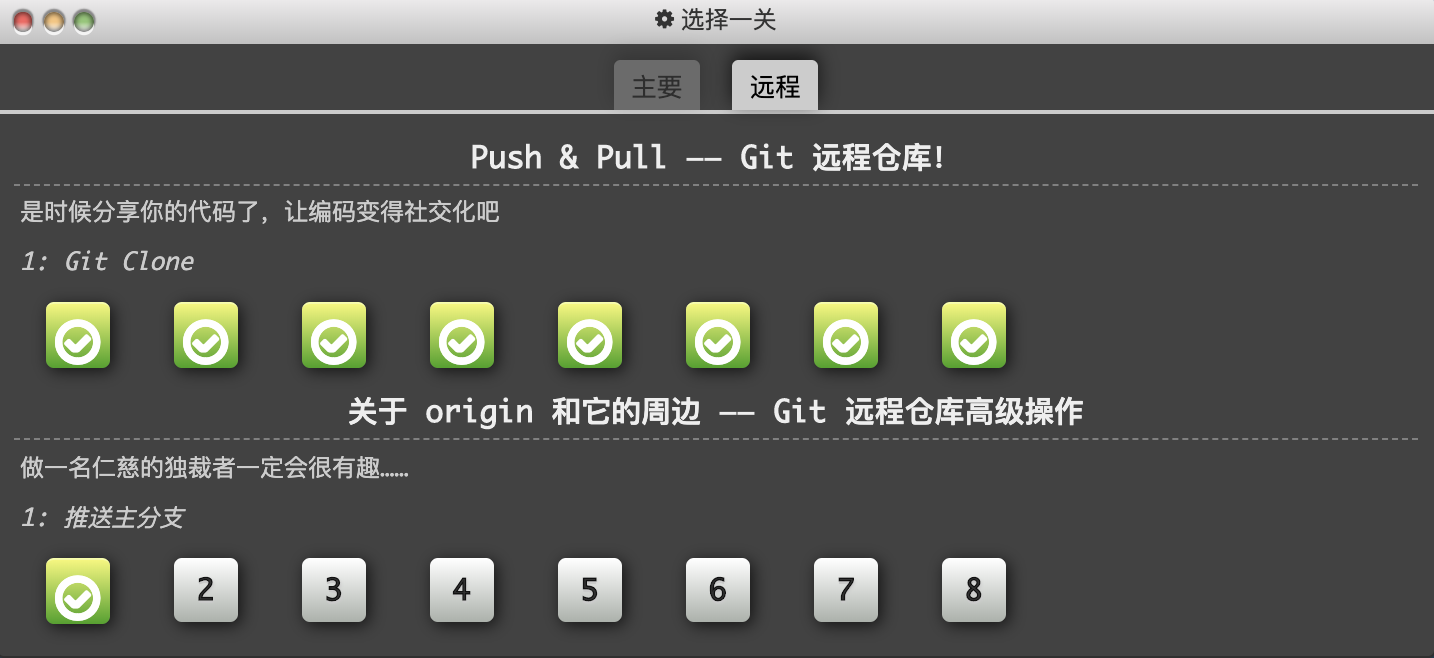 选择一关
主要 远程
Push & Pull —— Git 远程仓库!
是时候分享你的代码了，让编码变得社交化吧
1: Git Clone
关于 origin 和它的周边 —— Git 远程仓库高级操作
做一名仁慈的独裁者一定会很有趣……
1: 推送主分支
2 3 4 5 6 7 8